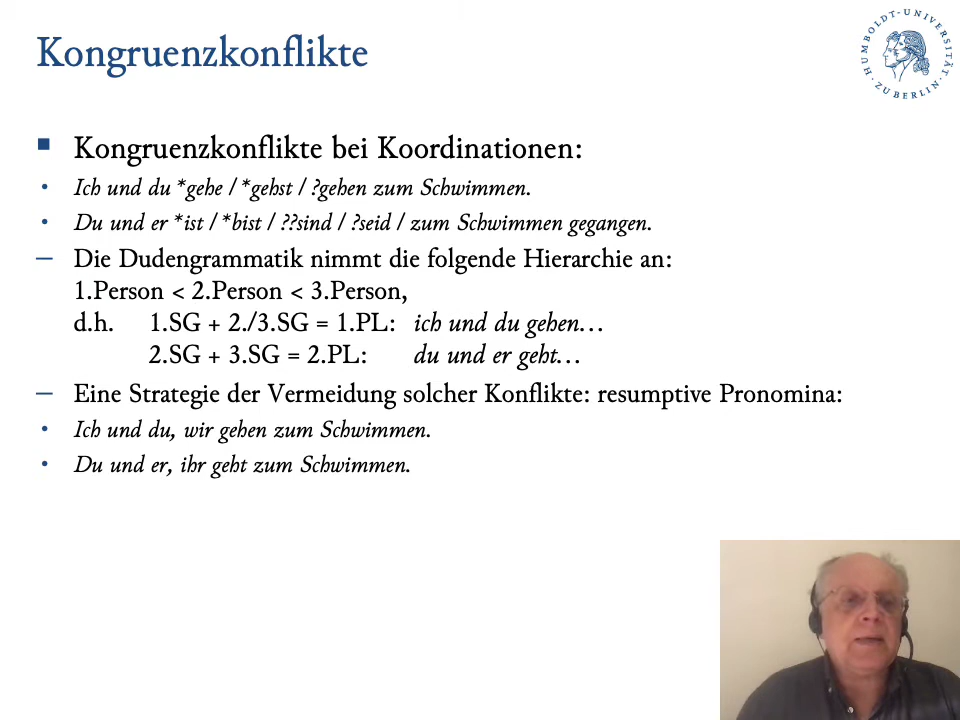 Kongruenzkonflikte
HUMBOLDT-UNIVERSITÄT
ZU BERLIN
■ Kongruenzkonflikte bei Koordinationen:
• Ich und du *gehe / *gehst / ?gehen zum Schwimmen.
• Du und er *ist / *bist / ??sind / ?seid / zum Schwimmen gegangen.
– Die Dudengrammatik nimmt die folgende Hierarchie an:
1.Person < 2.Person < 3.Person,
d.h. 1.SG + 2./3.SG = 1.PL: ich und du gehen…
2.SG + 3.SG = 2.PL: du und er geht…
– Eine Strategie der Vermeidung solcher Konflikte: resumptive Pronomina:
• Ich und du, wir gehen zum Schwimmen.
• Du und er, ihr geht zum Schwimmen.